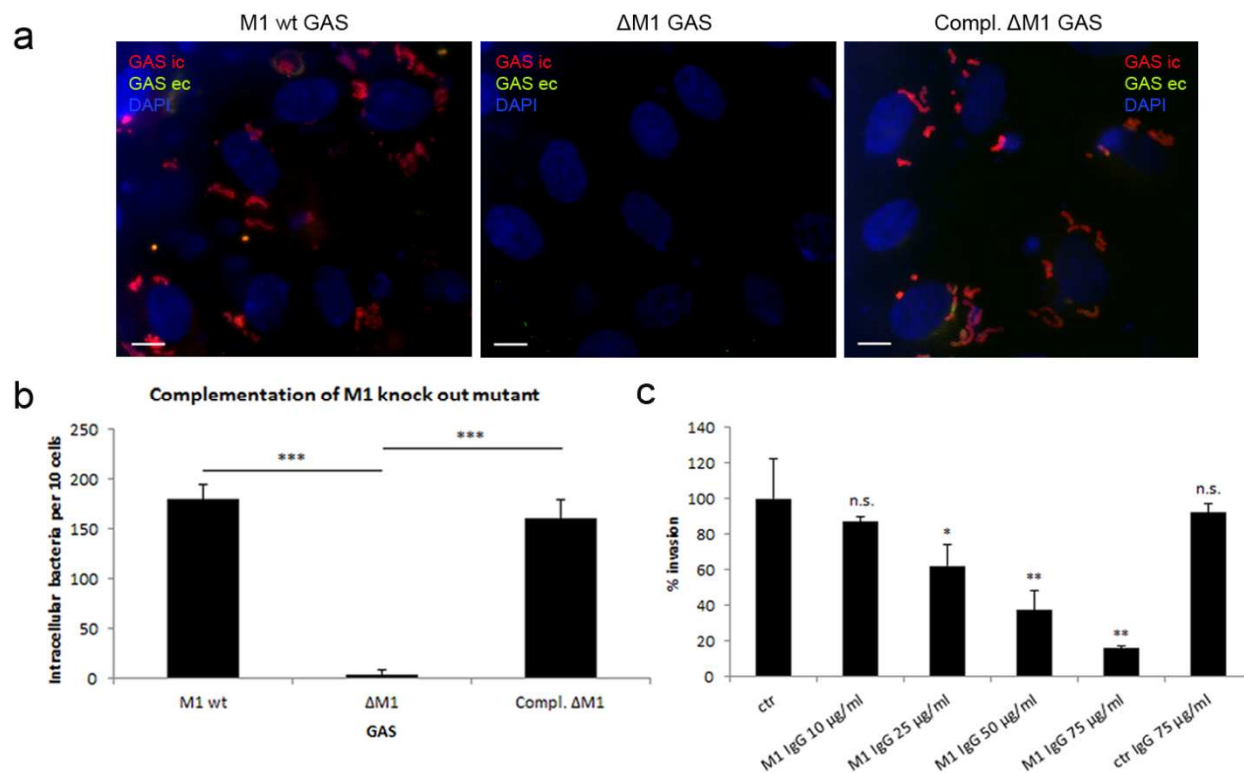 a
M1 wt GAS
ΔM1 GAS
Compl. ΔM1 GAS
GAS ic
GAS ec
DAPI
GAS ic
GAS ec
DAPI
GAS ic
GAS ec
DAPI
b
Complementation of M1 knock out mutant
Intracellular bacteria per 10 cells
250
200
150
100
50
0
***
***
M1 wt
ΔM1
Compl. ΔM1
GAS
c
% invasion
140
120
100
80
60
40
20
0
n.s.
*
**
**
n.s.
ctr
M1 IgG 10 µg/ml
M1 IgG 25 µg/ml
M1 IgG 50 µg/ml
M1 IgG 75 µg/ml
ctr IgG 75 µg/ml